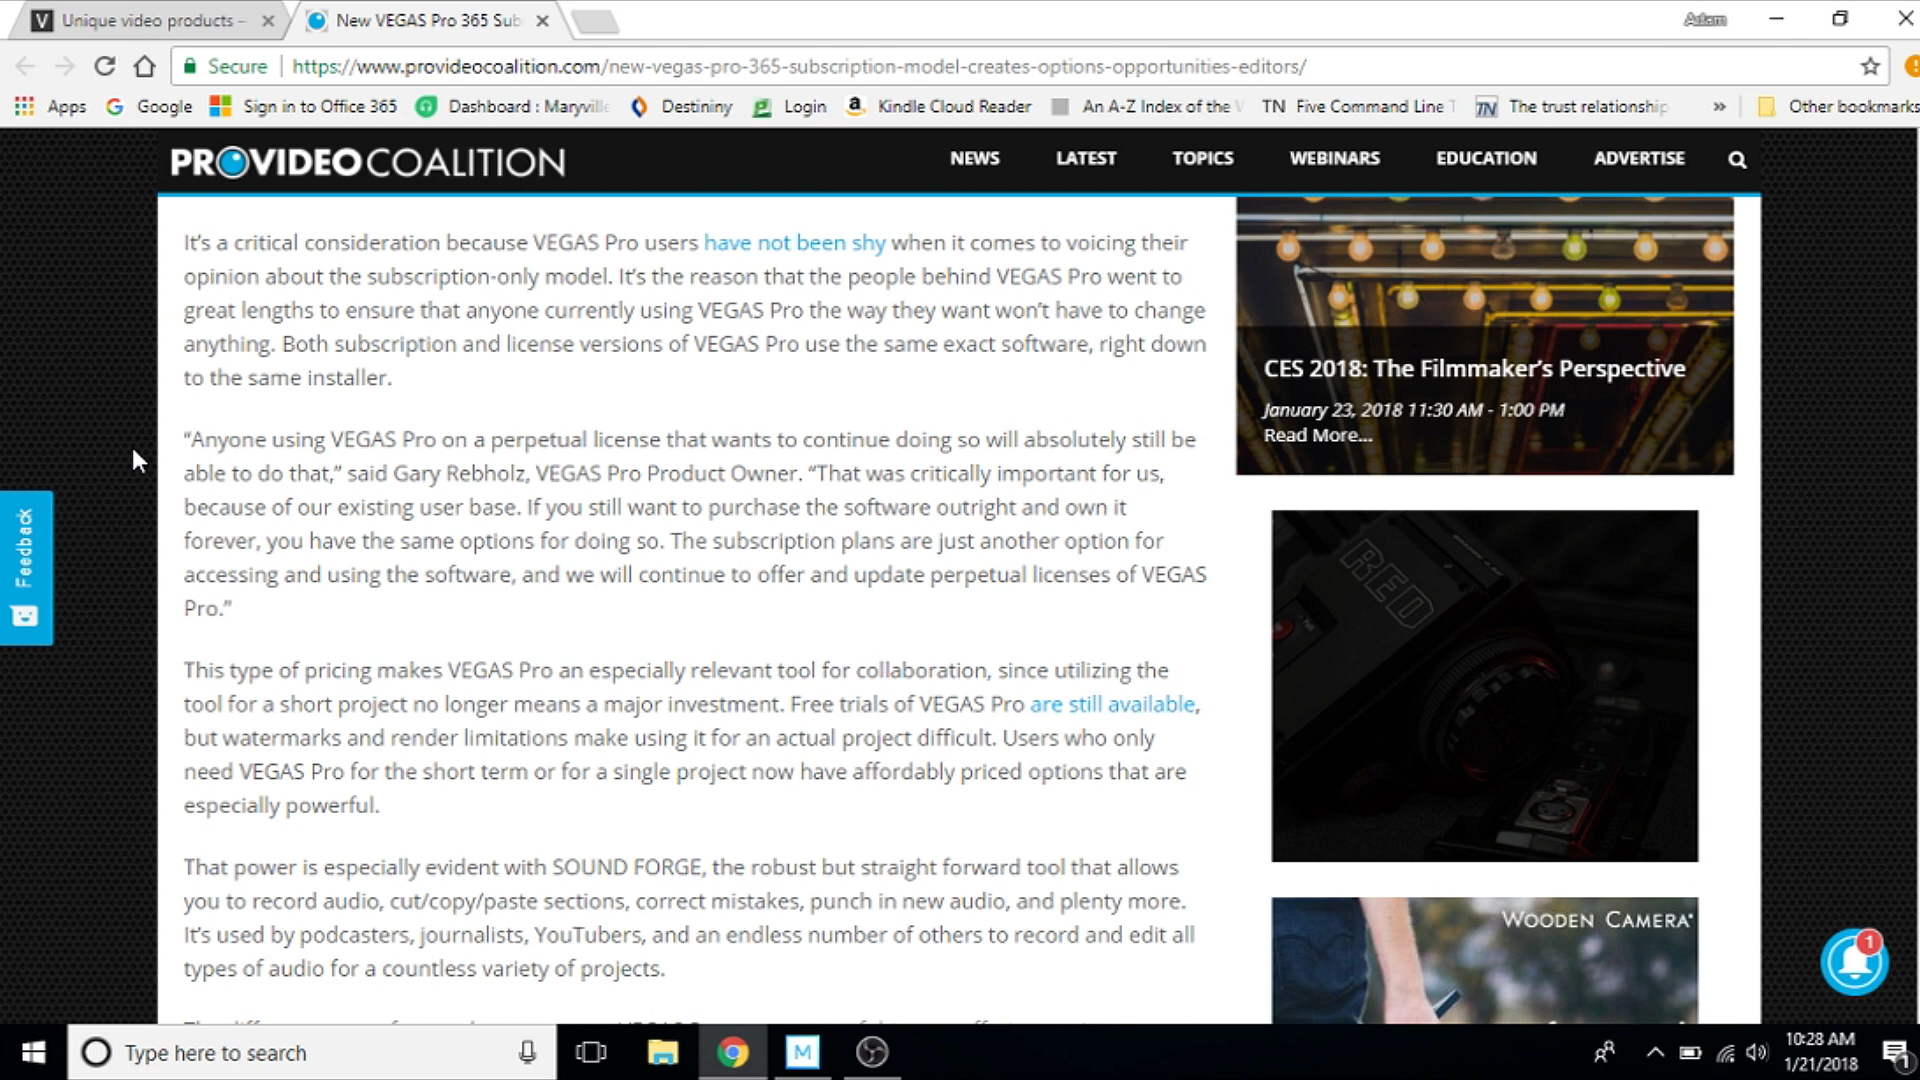 Unique video products –
New VEGAS Pro 365 Sub
Adam
Secure
https://www.provideocoalition.com/new-vegas-pro-365-subscription-model-creates-options-opportunities-editors/
Apps
Google
Sign in to Office 365
Dashboard : Maryville
Destininy
Login
Kindle Cloud Reader
An A-Z Index of the
TN Five Command Line T
The trust relationship
»
Other bookmarks
PROVIDEO COALITION
NEWS
LATEST
TOPICS
WEBINARS
EDUCATION
ADVERTISE
It’s a critical consideration because VEGAS Pro users have not been shy when it comes to voicing their
opinion about the subscription-only model. It’s the reason that the people behind VEGAS Pro went to
great lengths to ensure that anyone currently using VEGAS Pro the way they want won’t have to change
anything. Both subscription and license versions of VEGAS Pro use the same exact software, right down
to the same installer.
“Anyone using VEGAS Pro on a perpetual license that wants to continue doing so will absolutely still be
able to do that,” said Gary Rebholz, VEGAS Pro Product Owner. “That was critically important for us,
because of our existing user base. If you still want to purchase the software outright and own it
forever, you have the same options for doing so. The subscription plans are just another option for
accessing and using the software, and we will continue to offer and update perpetual licenses of VEGAS
Pro.”
This type of pricing makes VEGAS Pro an especially relevant tool for collaboration, since utilizing the
tool for a short project no longer means a major investment. Free trials of VEGAS Pro are still available,
but watermarks and render limitations make using it for an actual project difficult. Users who only
need VEGAS Pro for the short term or for a single project now have affordably priced options that are
especially powerful.
That power is especially evident with SOUND FORGE, the robust but straight forward tool that allows
you to record audio, cut/copy/paste sections, correct mistakes, punch in new audio, and plenty more.
It’s used by podcasters, journalists, YouTubers, and an endless number of others to record and edit all
types of audio for a countless variety of projects.
CES 2018: The Filmmaker’s Perspective
January 23, 2018 11:30 AM - 1:00 PM
Read More...
RED
WOODEN CAMERA
Feedback
1
Type here to search
M
10:28 AM
1/21/2018
1